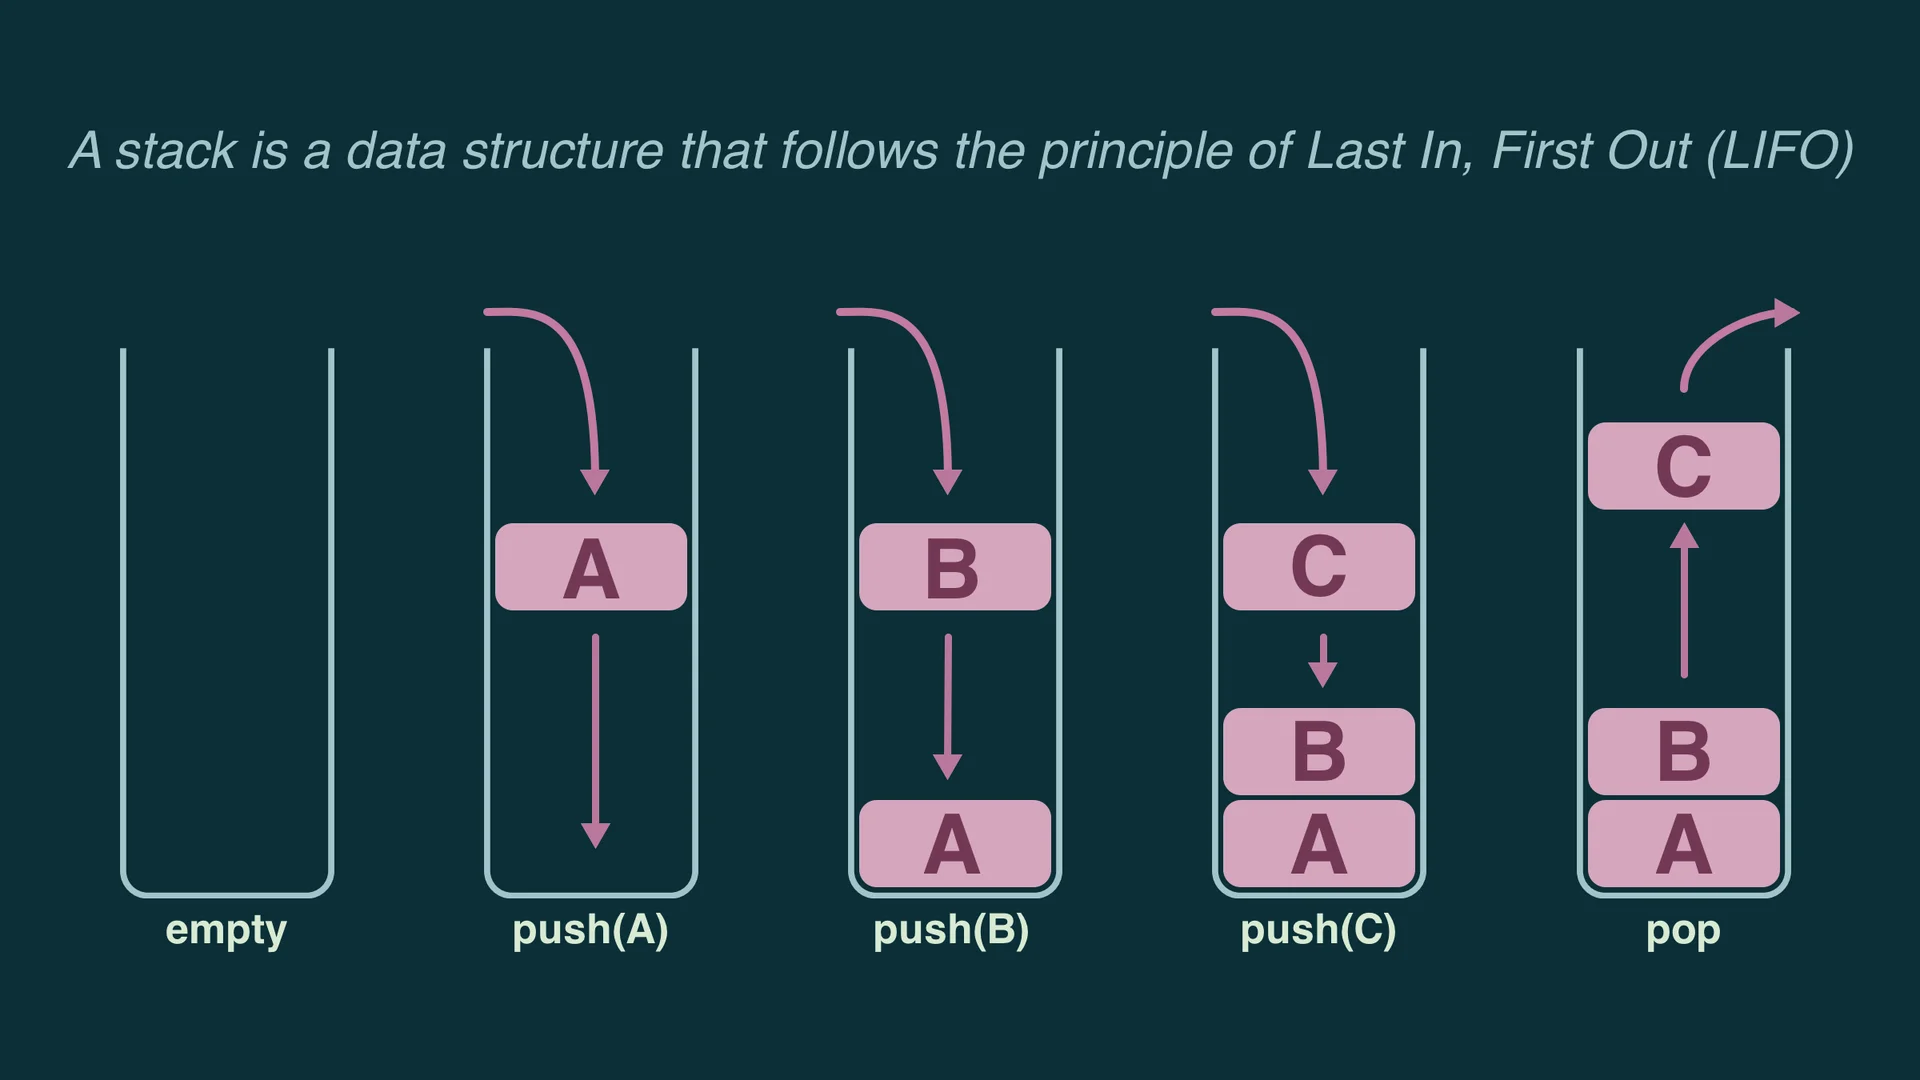 A stack is a data structure that follows the principle of Last In, First Out (LIFO)
A
B
C
B
A
C
B
A
A
empty
push(A)
push(B)
push(C)
pop